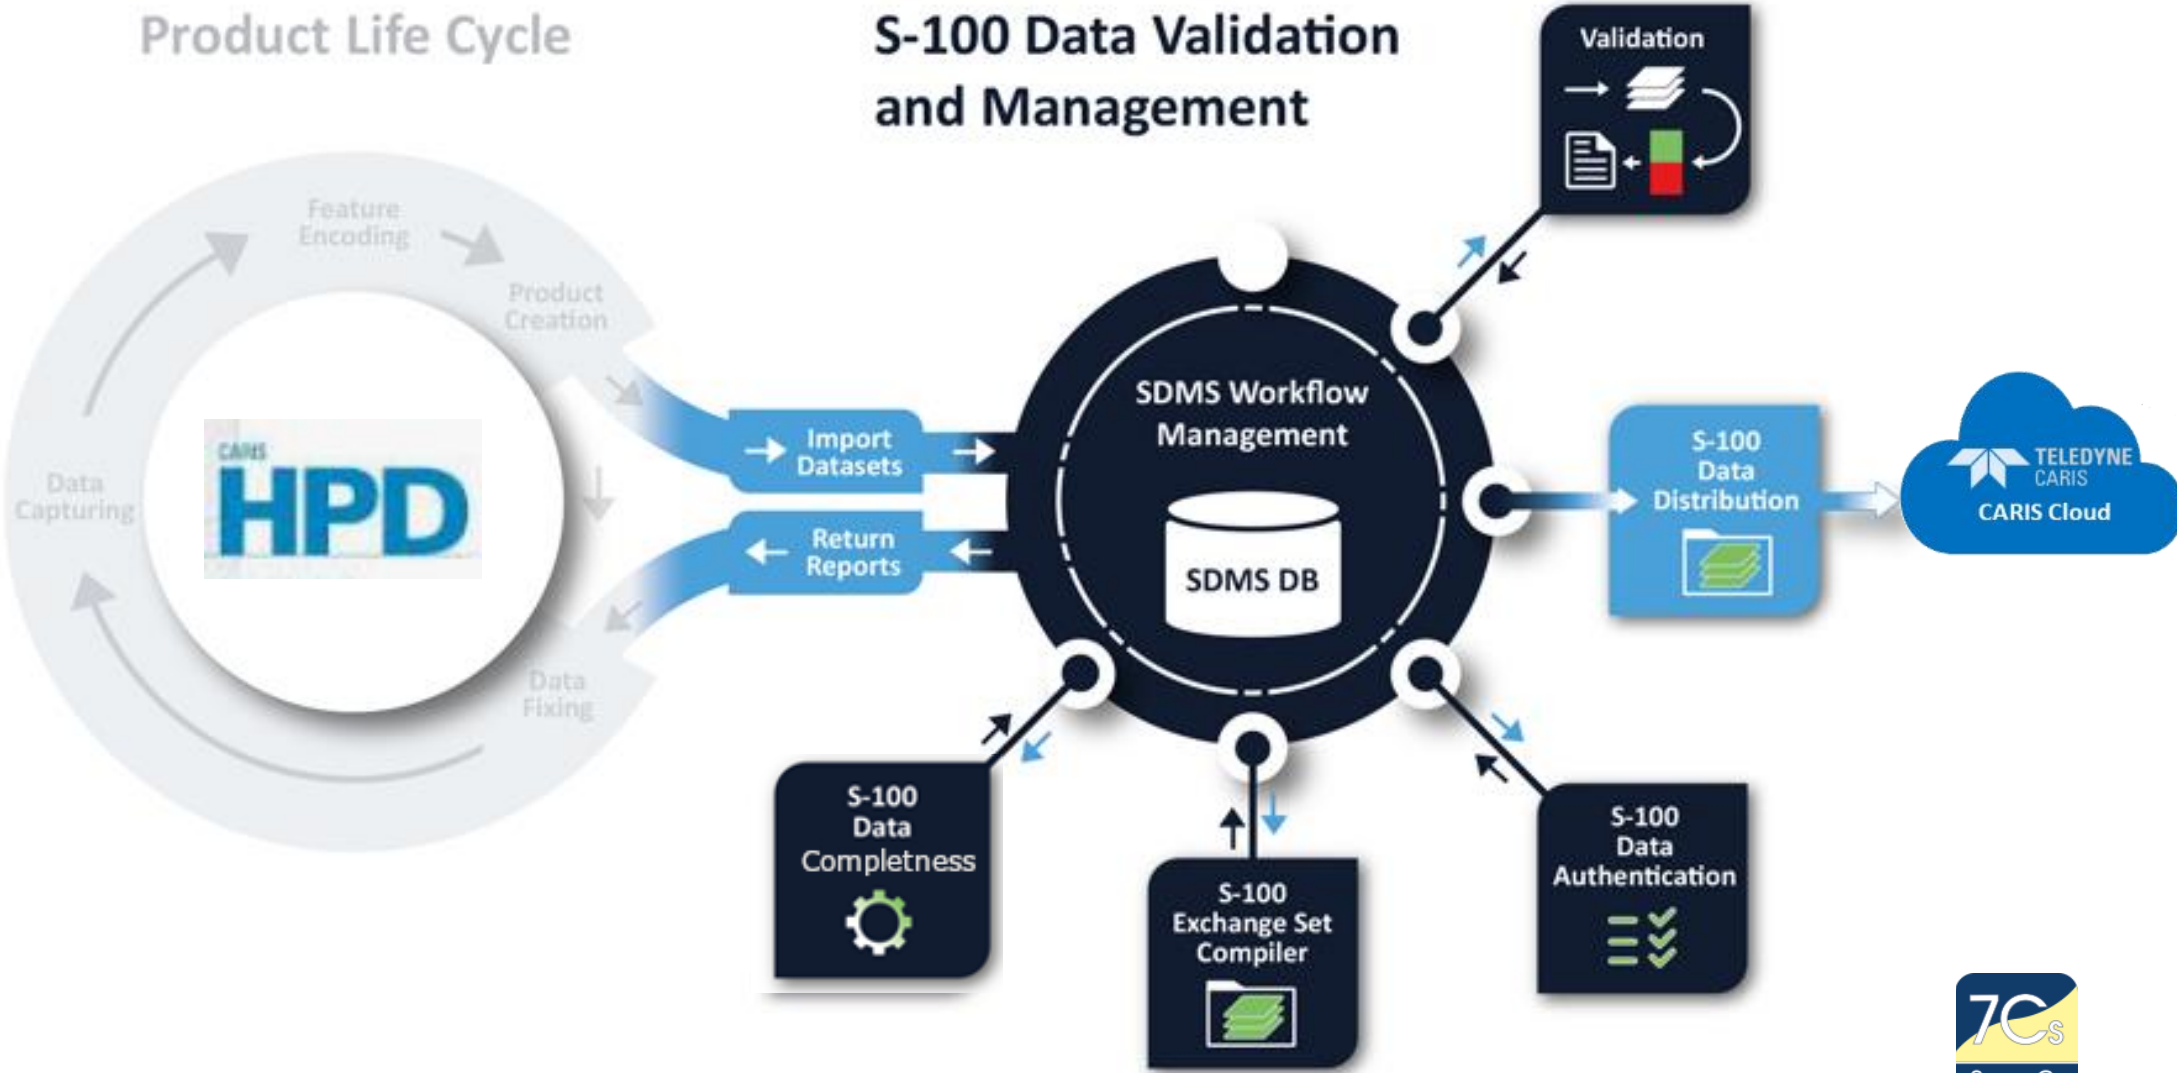 Product Life Cycle
S-100 Data Validation
and Management
Validation
Feature
Encoding
Product
Creation
Data
Capturing
CARIS
HPD
Data
Fixing
Import
Datasets
Return
Reports
SDMS Workflow
Management
SDMS DB
S-100
Data
Distribution
TELEDYNE
CARIS
CARIS Cloud
S-100
Data
Completness
S-100
Exchange Set
Compiler
S-100
Data
Authentication
7Cs